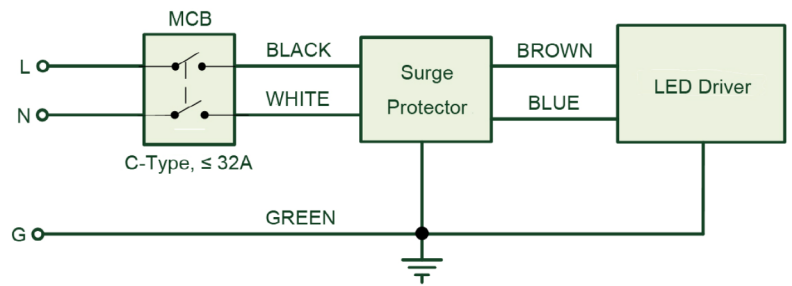 MCB
L
BLACK
BROWN
Surge
Protector
LED Driver
N
WHITE
BLUE
C-Type, ≤ 32A
GREEN
G